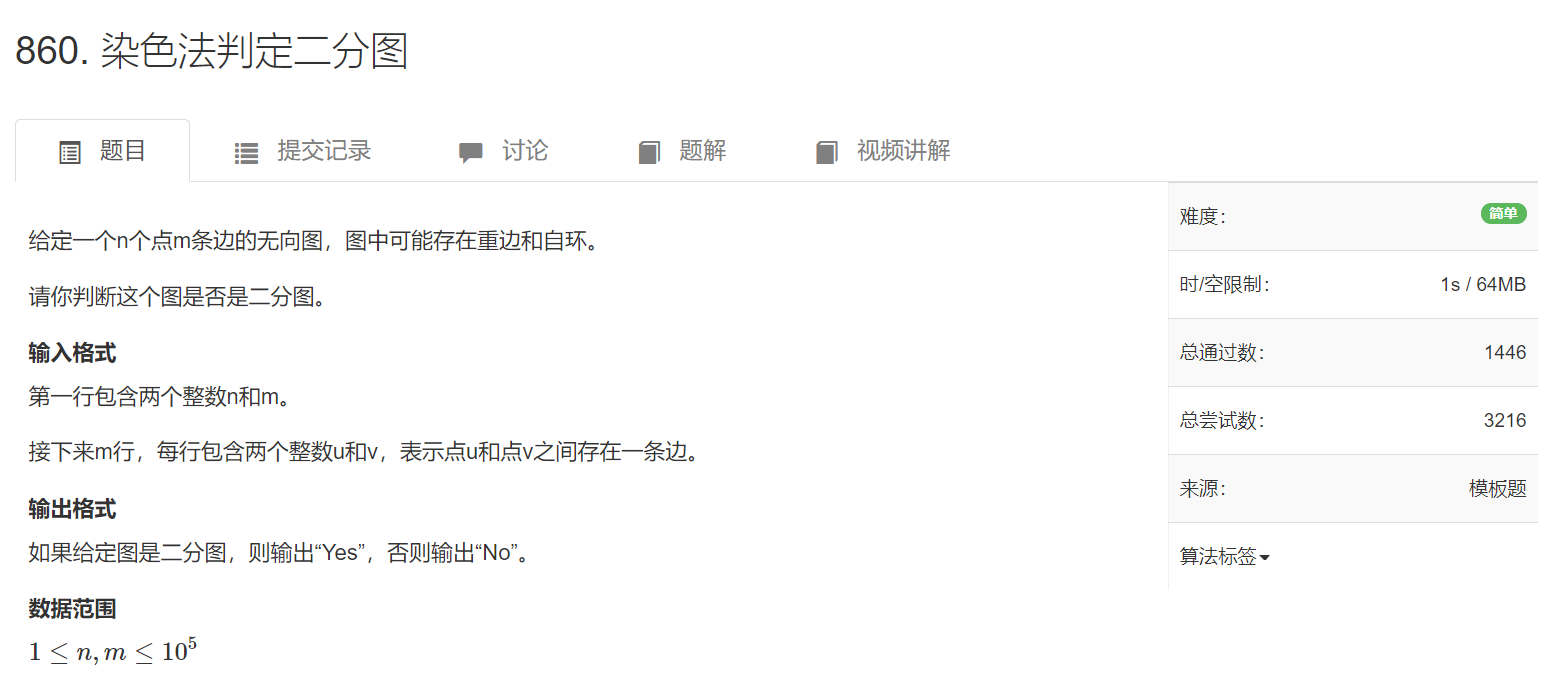 860. 染色法判定二分图
题目 提交记录 讨论 题解 视频讲解
给定一个n个点m条边的无向图，图中可能存在重边和自环。
请你判断这个图是否是二分图。
输入格式
第一行包含两个整数n和m。
接下来m行，每行包含两个整数u和v，表示点u和点v之间存在一条边。
输出格式
如果给定图是二分图，则输出“Yes”，否则输出“No”。
数据范围
1 ≤ n, m ≤ 10⁵
难度： 简单
时/空限制： 1s / 64MB
总通过数： 1446
总尝试数： 3216
来源： 模板题
算法标签